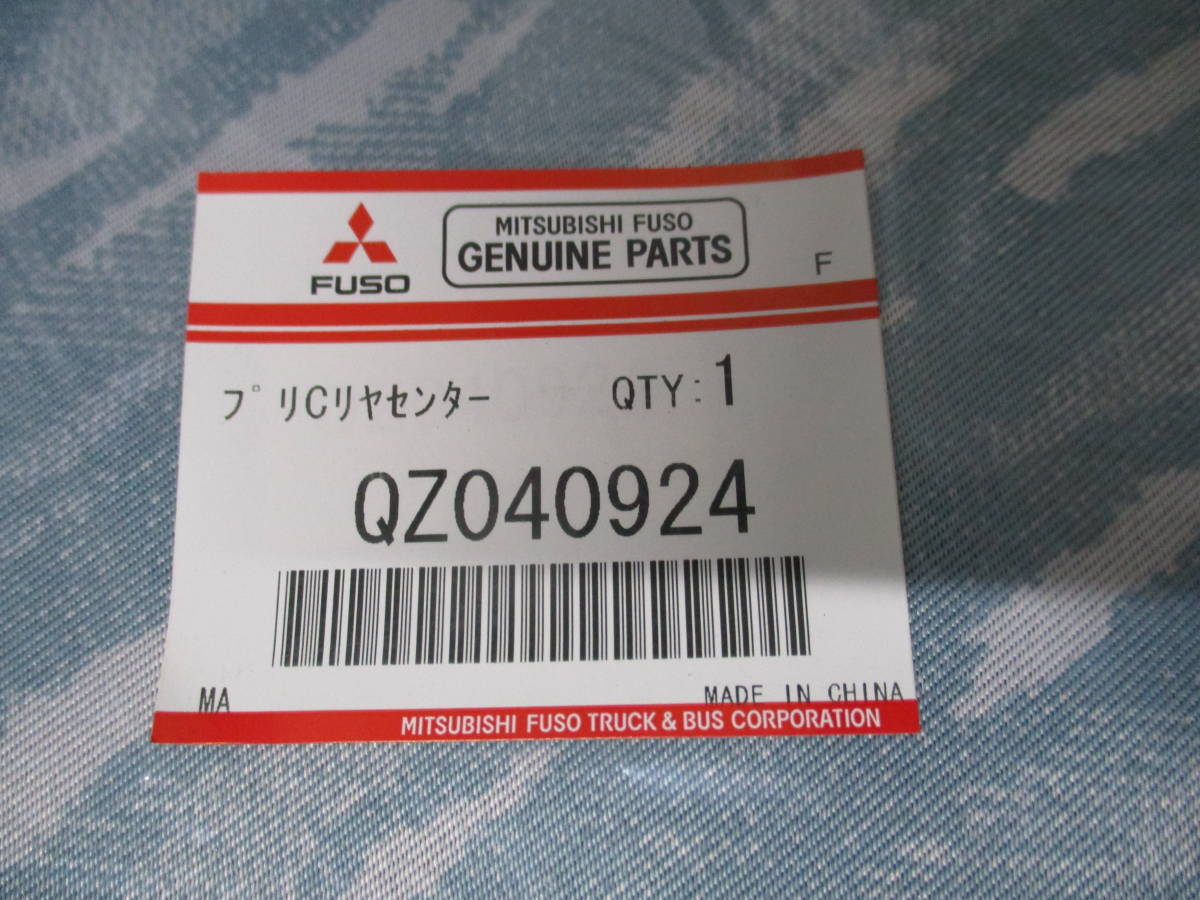 FUSO
MITSUBISHI FUSO
GENUINE PARTS
F
プリCリヤセンター QTY: 1
QZ040924
MA
MADE IN CHINA
MITSUBISHI FUSO TRUCK & BUS CORPORATION